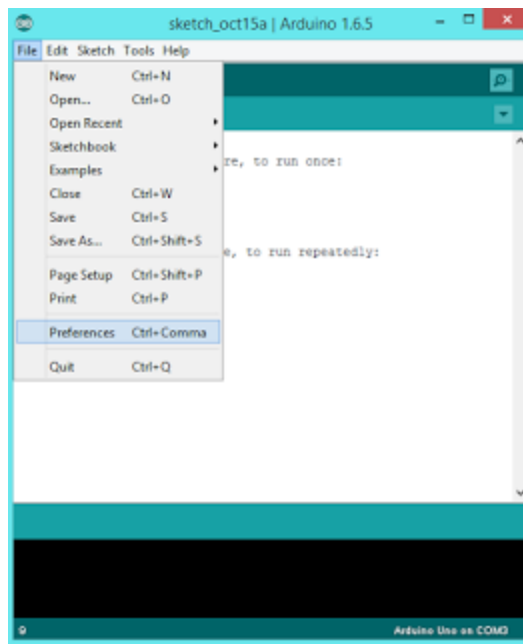 sketch_oct15a | Arduino 1.6.5
File Edit Sketch Tools Help
New Ctrl+N
Open... Ctrl+O
Open Recent
Sketchbook
Examples
Close Ctrl+W
Save Ctrl+S
Save As... Ctrl+Shift+S
Page Setup Ctrl+Shift+P
Print Ctrl+P
Preferences Ctrl+Comma
Quit Ctrl+Q
re, to run once:
e, to run repeatedly:
9 Arduino Uno on COM3